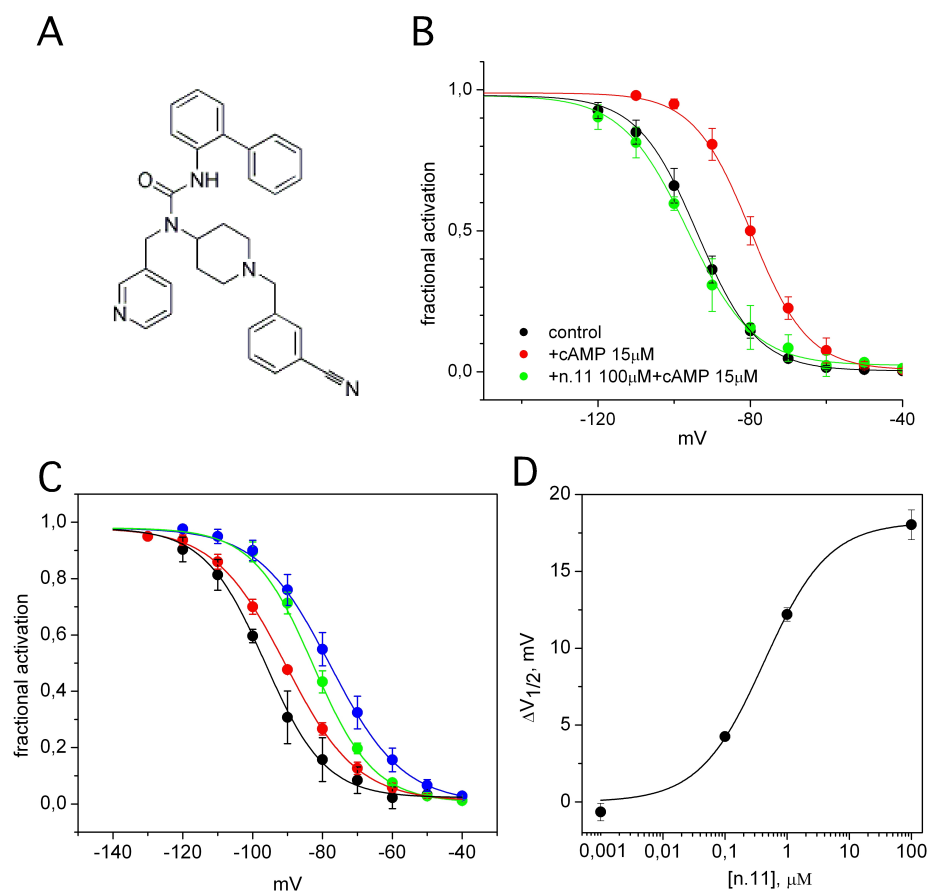 A
B
O
NH
N
N
N
N
fractional activation
1,0
0,5
0,0
control
+cAMP 15μM
+n.11 100μM+cAMP 15μM
-120 -80 -40
mV
C
D
fractional activation
1,0
0,8
0,6
0,4
0,2
0,0
-140 -120 -100 -80 -60 -40
mV
ΔV1/2, mV
20
15
10
5
0
0,001 0,01 0,1 1 10 100
[n.11], μM